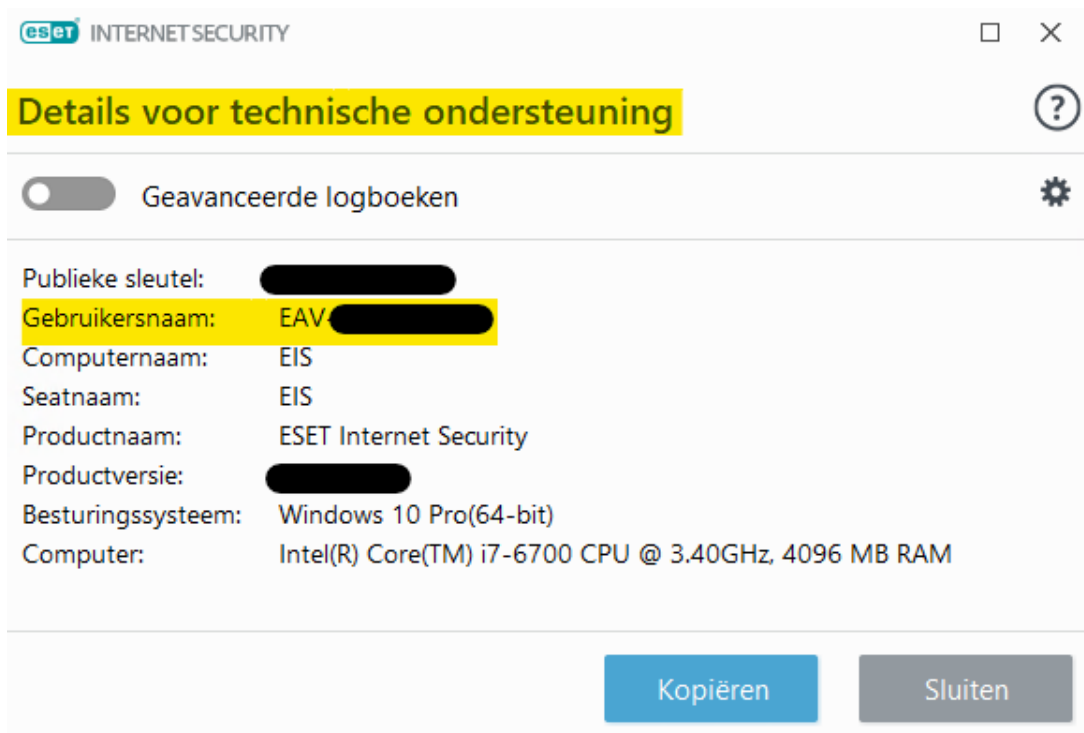 eset INTERNET SECURITY
Details voor technische ondersteuning
?
Geavanceerde logboeken
Publieke sleutel:
Gebruikersnaam: EAV-
Computernaam: EIS
Seatnaam: EIS
Productnaam: ESET Internet Security
Productversie:
Besturingssysteem: Windows 10 Pro(64-bit)
Computer: Intel(R) Core(TM) i7-6700 CPU @ 3.40GHz, 4096 MB RAM
Kopiëren Sluiten